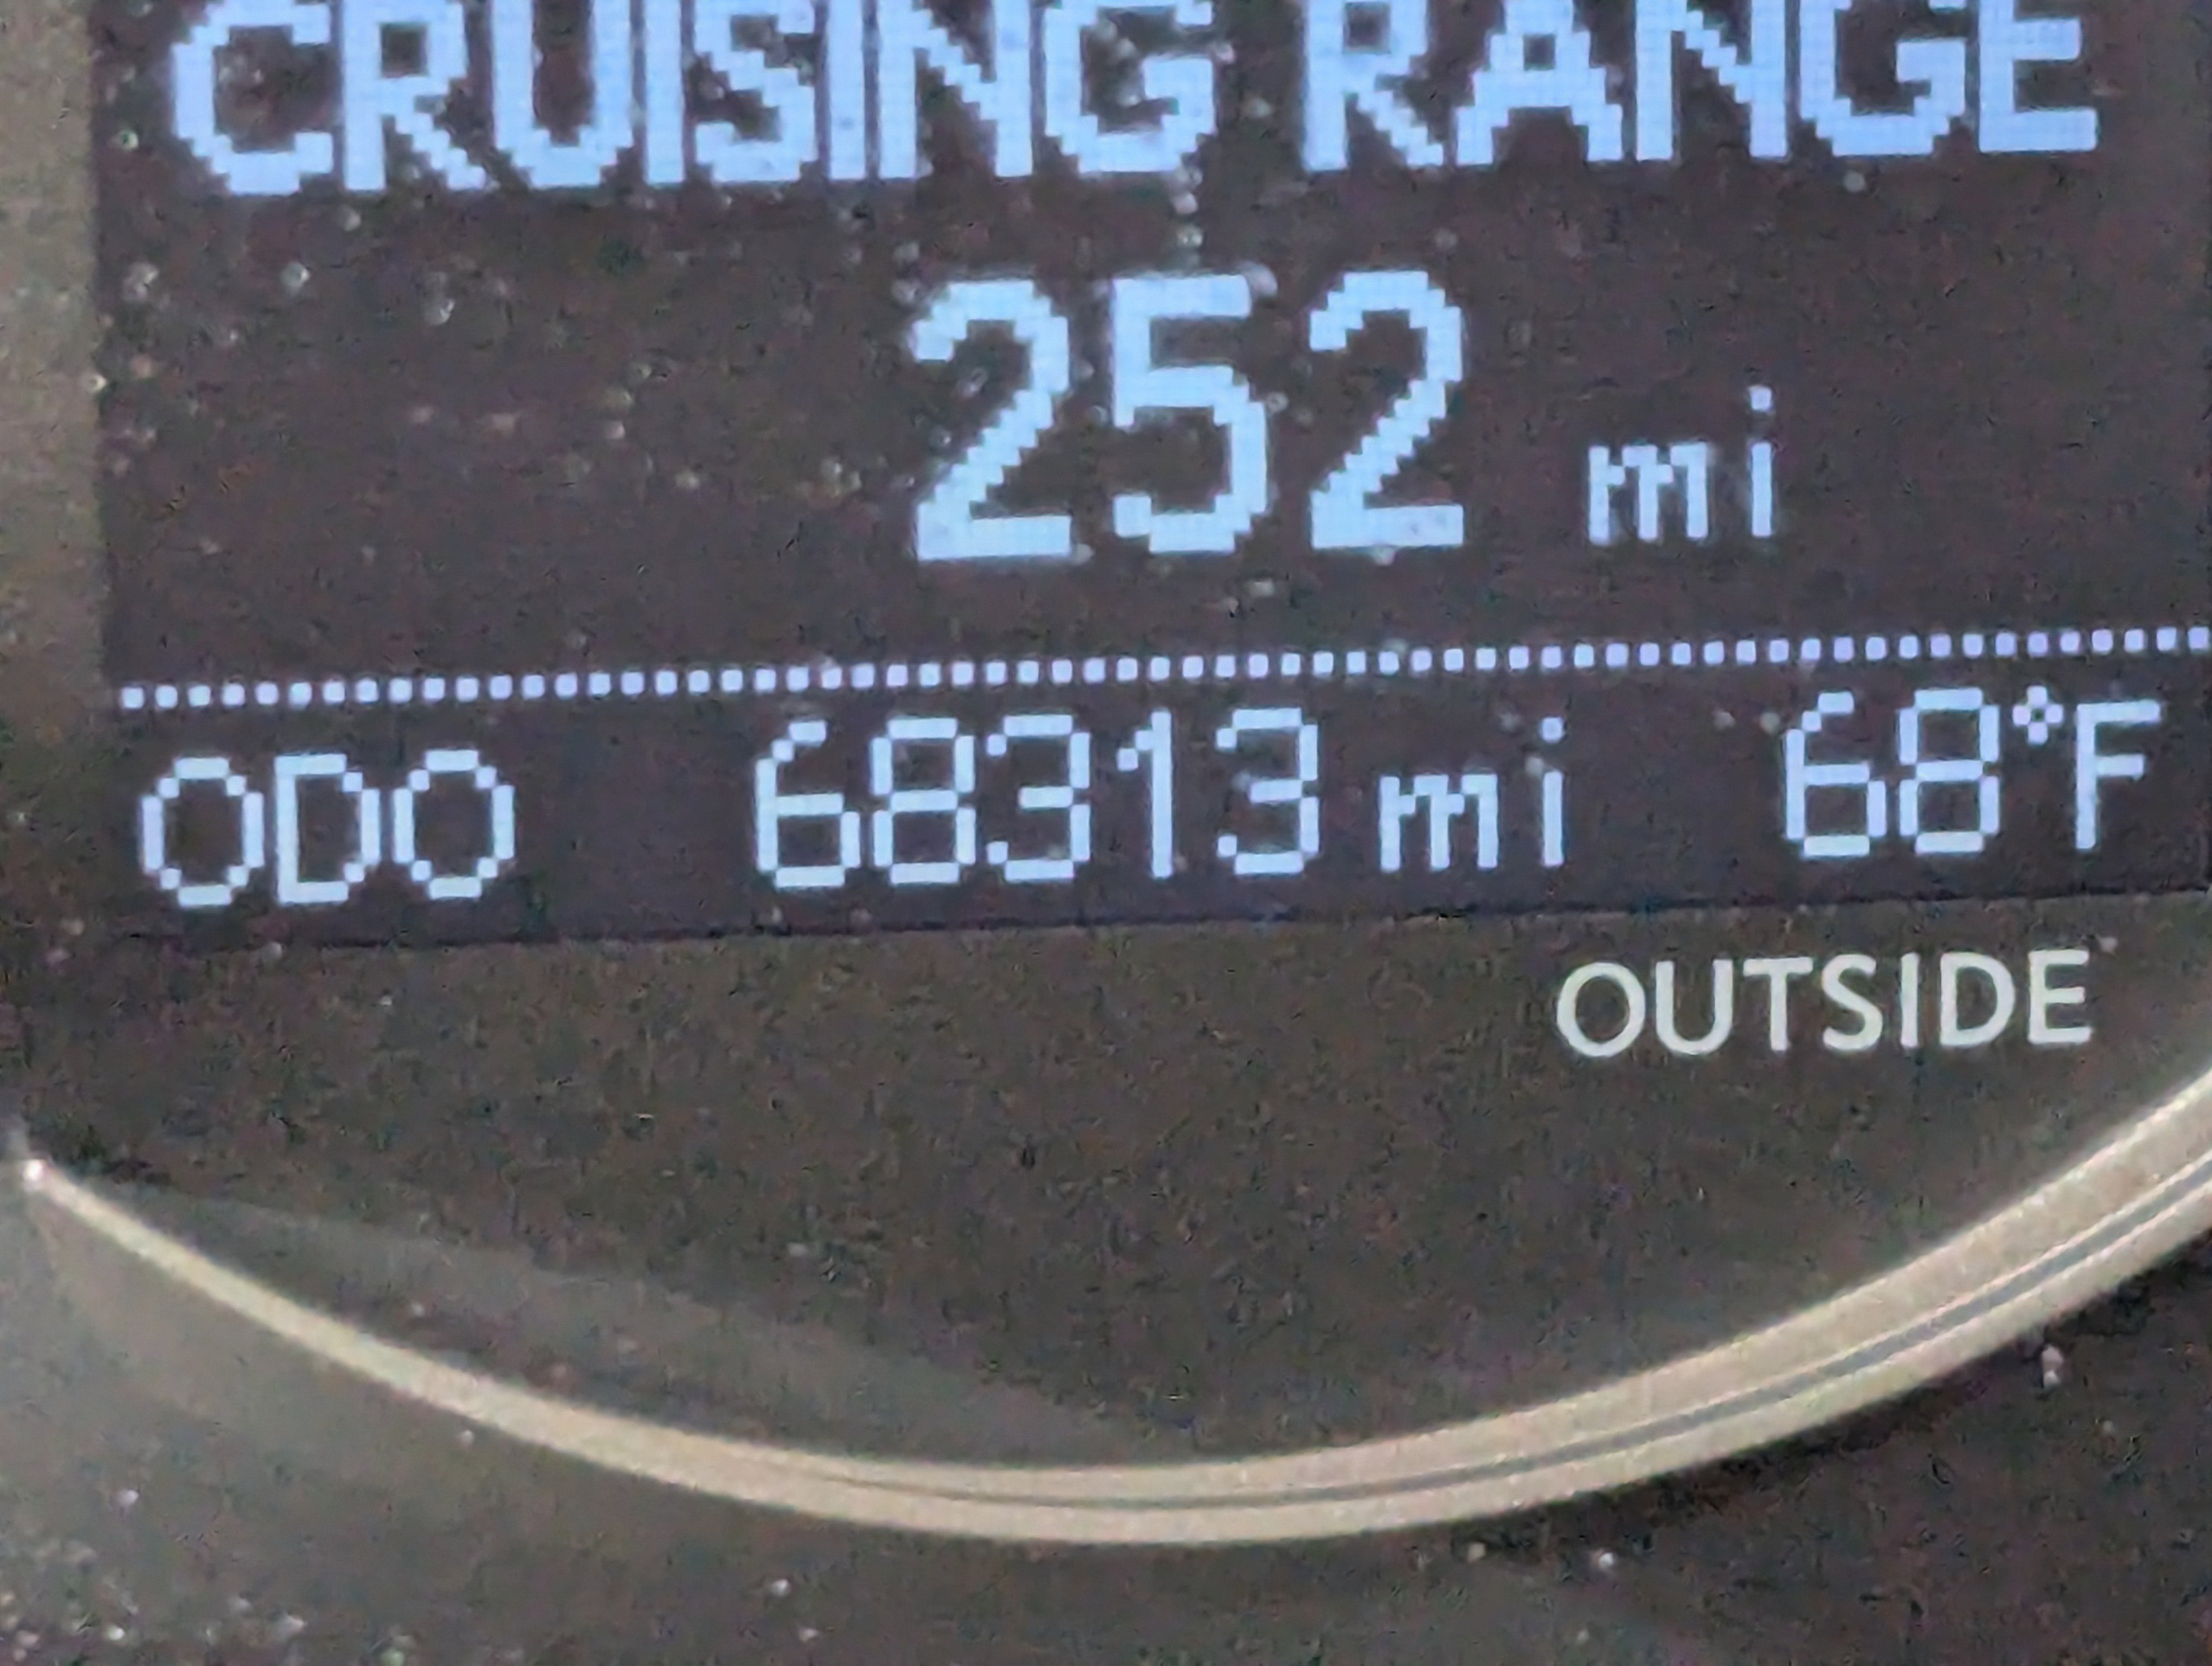 CRUISING RANGE
252 mi
ODO 68313 mi 68°F
OUTSIDE